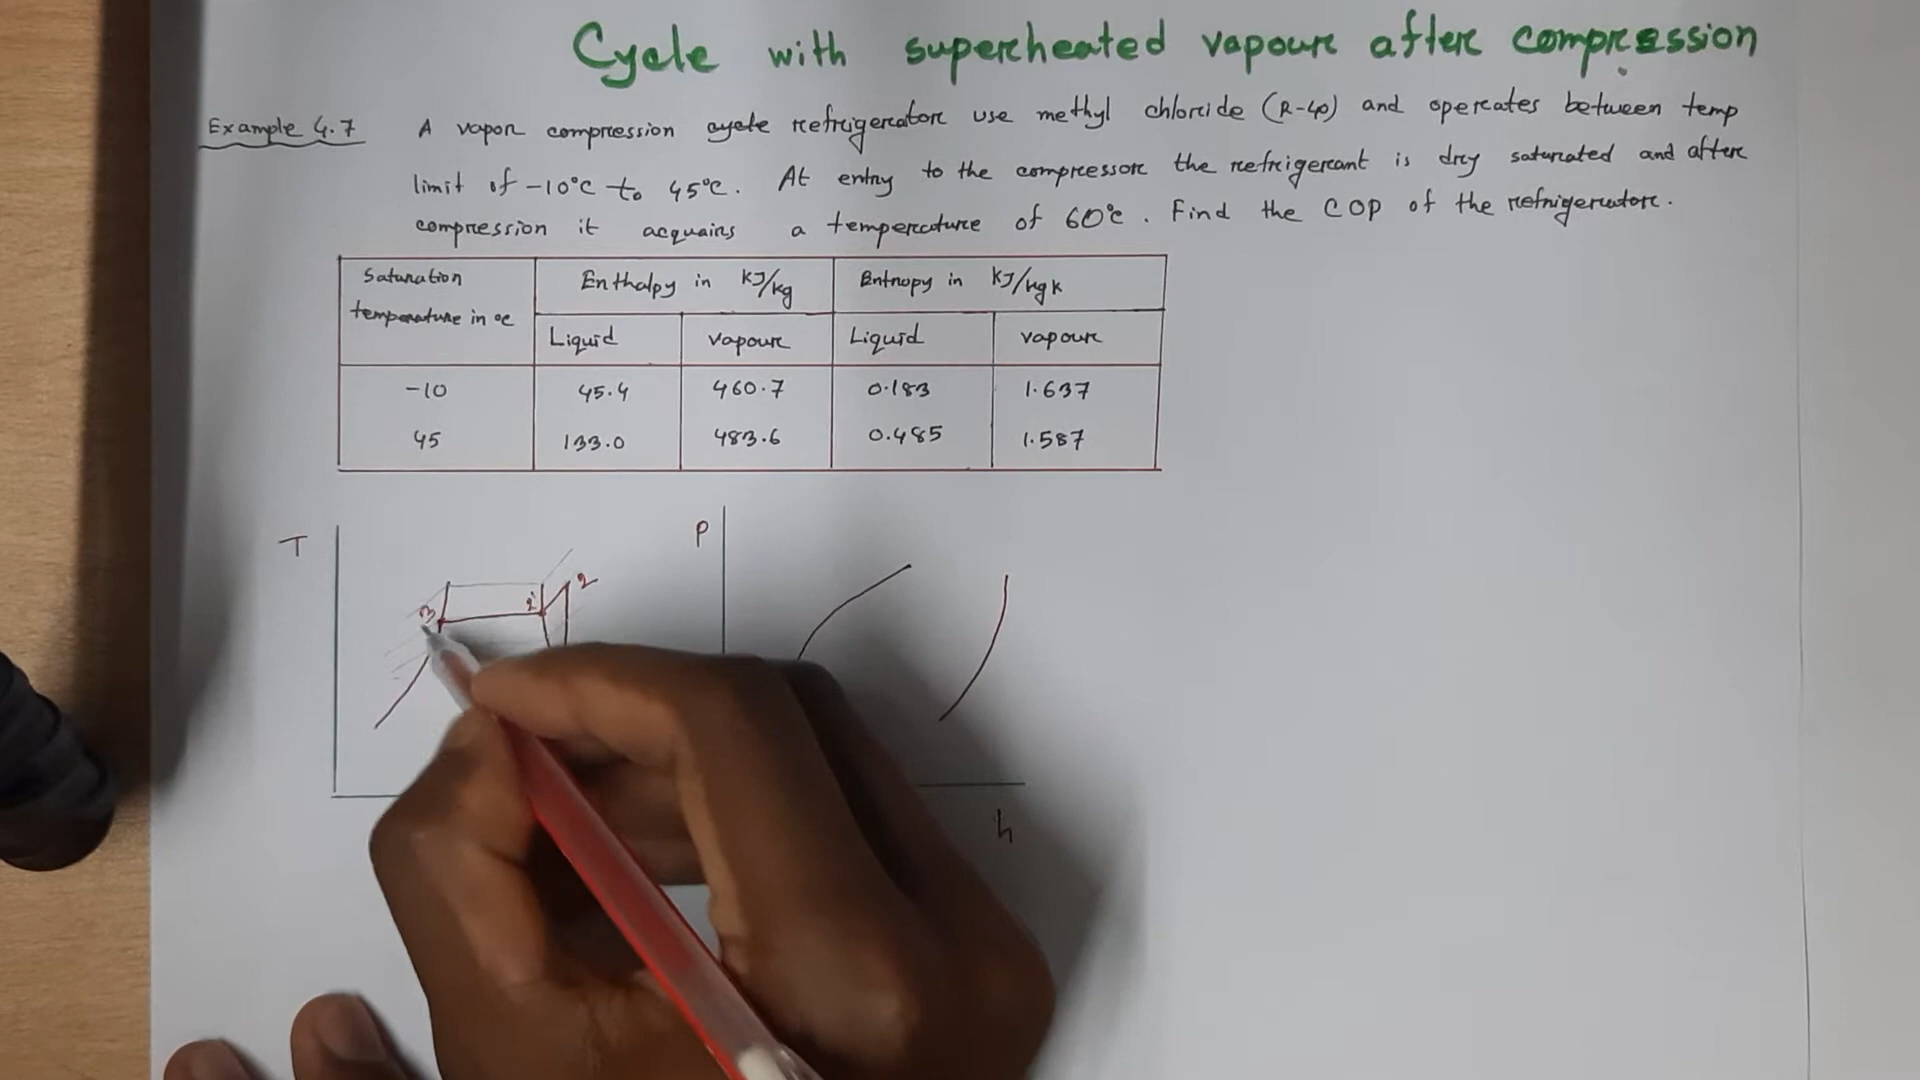 Cycle with supercheated vapour after compression
Example 4.7 A vapor compression cycle refrigerator use methyl chloride (R-40) and operates between temp
limit of -10°C to 45°C. At entry to the compressor the refrigerant is dry saturated and after
compression it acquairs a temperature of 60°C. Find the COP of the refrigerator.
Saturation temperature in °C Enthalpy in KJ/kg Entropy in KJ/kgK
Liquid vapour Liquid vapour
-10 45.4 460.7 0.183 1.637
45 133.0 483.6 0.485 1.587
T P
3 2' 2
h